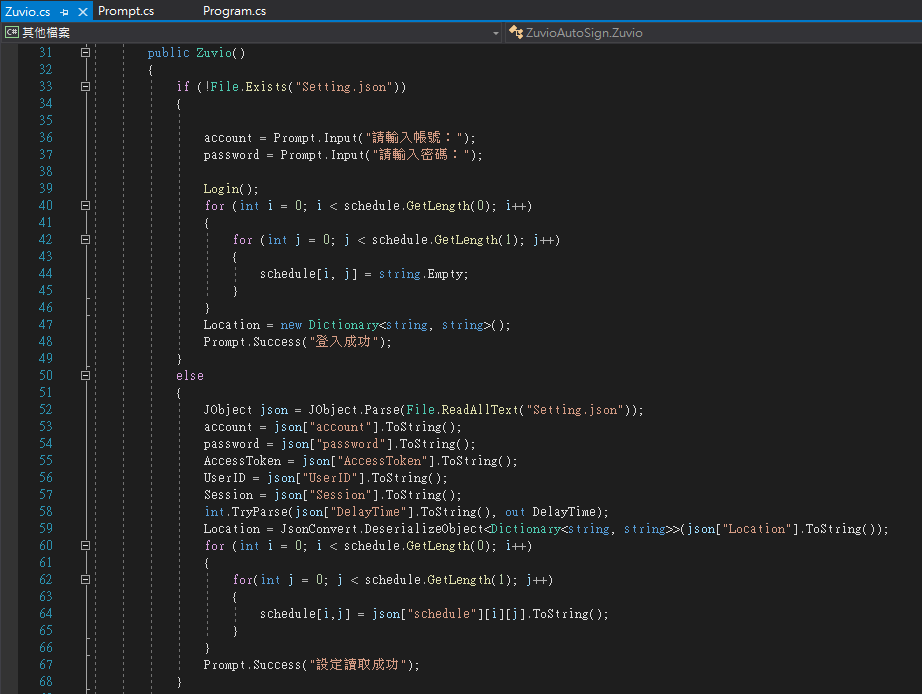 Zuvio.cs Prompt.cs Program.cs
C# 其他檔案 ZuvioAutoSign.Zuvio
31 public Zuvio()
32 {
33 if (!File.Exists("Setting.json"))
34 {
35
36 account = Prompt.Input("請輸入帳號：");
37 password = Prompt.Input("請輸入密碼：");
38
39 Login();
40 for (int i = 0; i < schedule.GetLength(0); i++)
41 {
42 for (int j = 0; j < schedule.GetLength(1); j++)
43 {
44 schedule[i, j] = string.Empty;
45 }
46 }
47 Location = new Dictionary<string, string>();
48 Prompt.Success("登入成功");
49 }
50 else
51 {
52 JObject json = JObject.Parse(File.ReadAllText("Setting.json"));
53 account = json["account"].ToString();
54 password = json["password"].ToString();
55 AccessToken = json["AccessToken"].ToString();
56 UserID = json["UserID"].ToString();
57 Session = json["Session"].ToString();
58 int.TryParse(json["DelayTime"].ToString(), out DelayTime);
59 Location = JsonConvert.DeserializeObject<Dictionary<string, string>>(json["Location"].ToString());
60 for (int i = 0; i < schedule.GetLength(0); i++)
61 {
62 for(int j = 0; j < schedule.GetLength(1); j++)
63 {
64 schedule[i,j] = json["schedule"][i][j].ToString();
65 }
66 }
67 Prompt.Success("設定讀取成功");
68 }